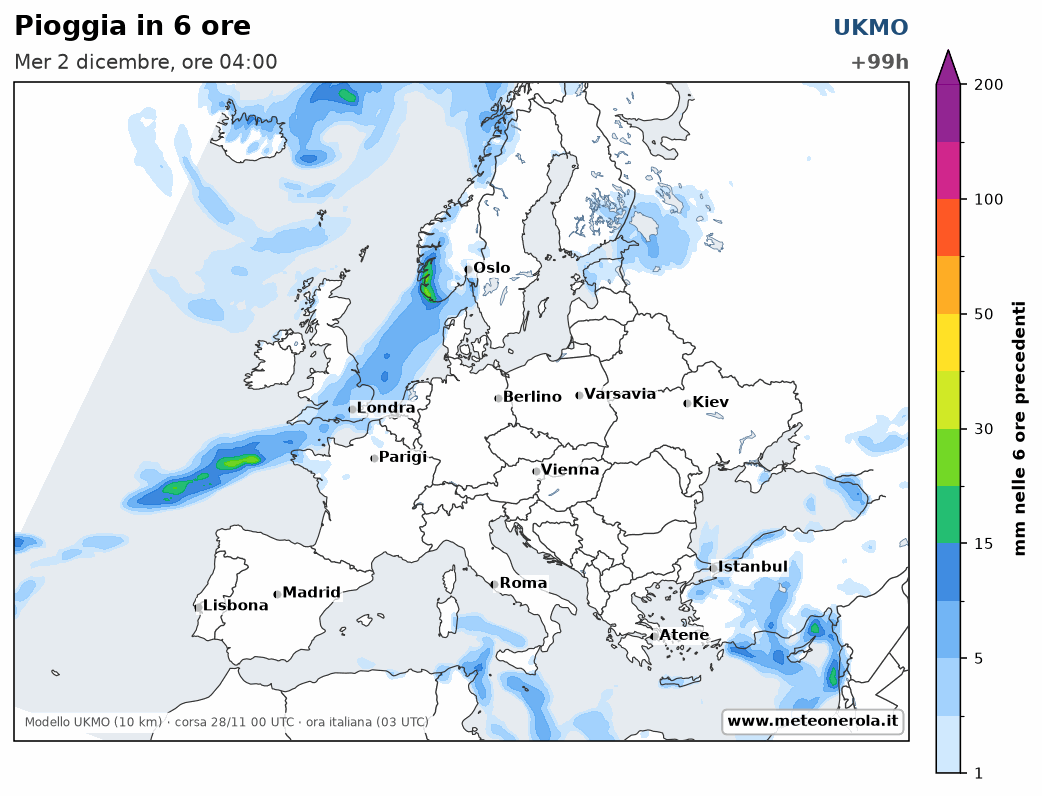 Pioggia in 6 ore
UKMO
Mer 2 dicembre, ore 04:00
+99h
200
100
50
30
15
5
1
mm nelle 6 ore precedenti
Oslo
Londra
Berlino
Varsavia
Kiev
Parigi
Vienna
Istanbul
Roma
Madrid
Lisbona
Atene
Modello UKMO (10 km) · corsa 28/11 00 UTC · ora italiana (03 UTC)
www.meteonerola.it